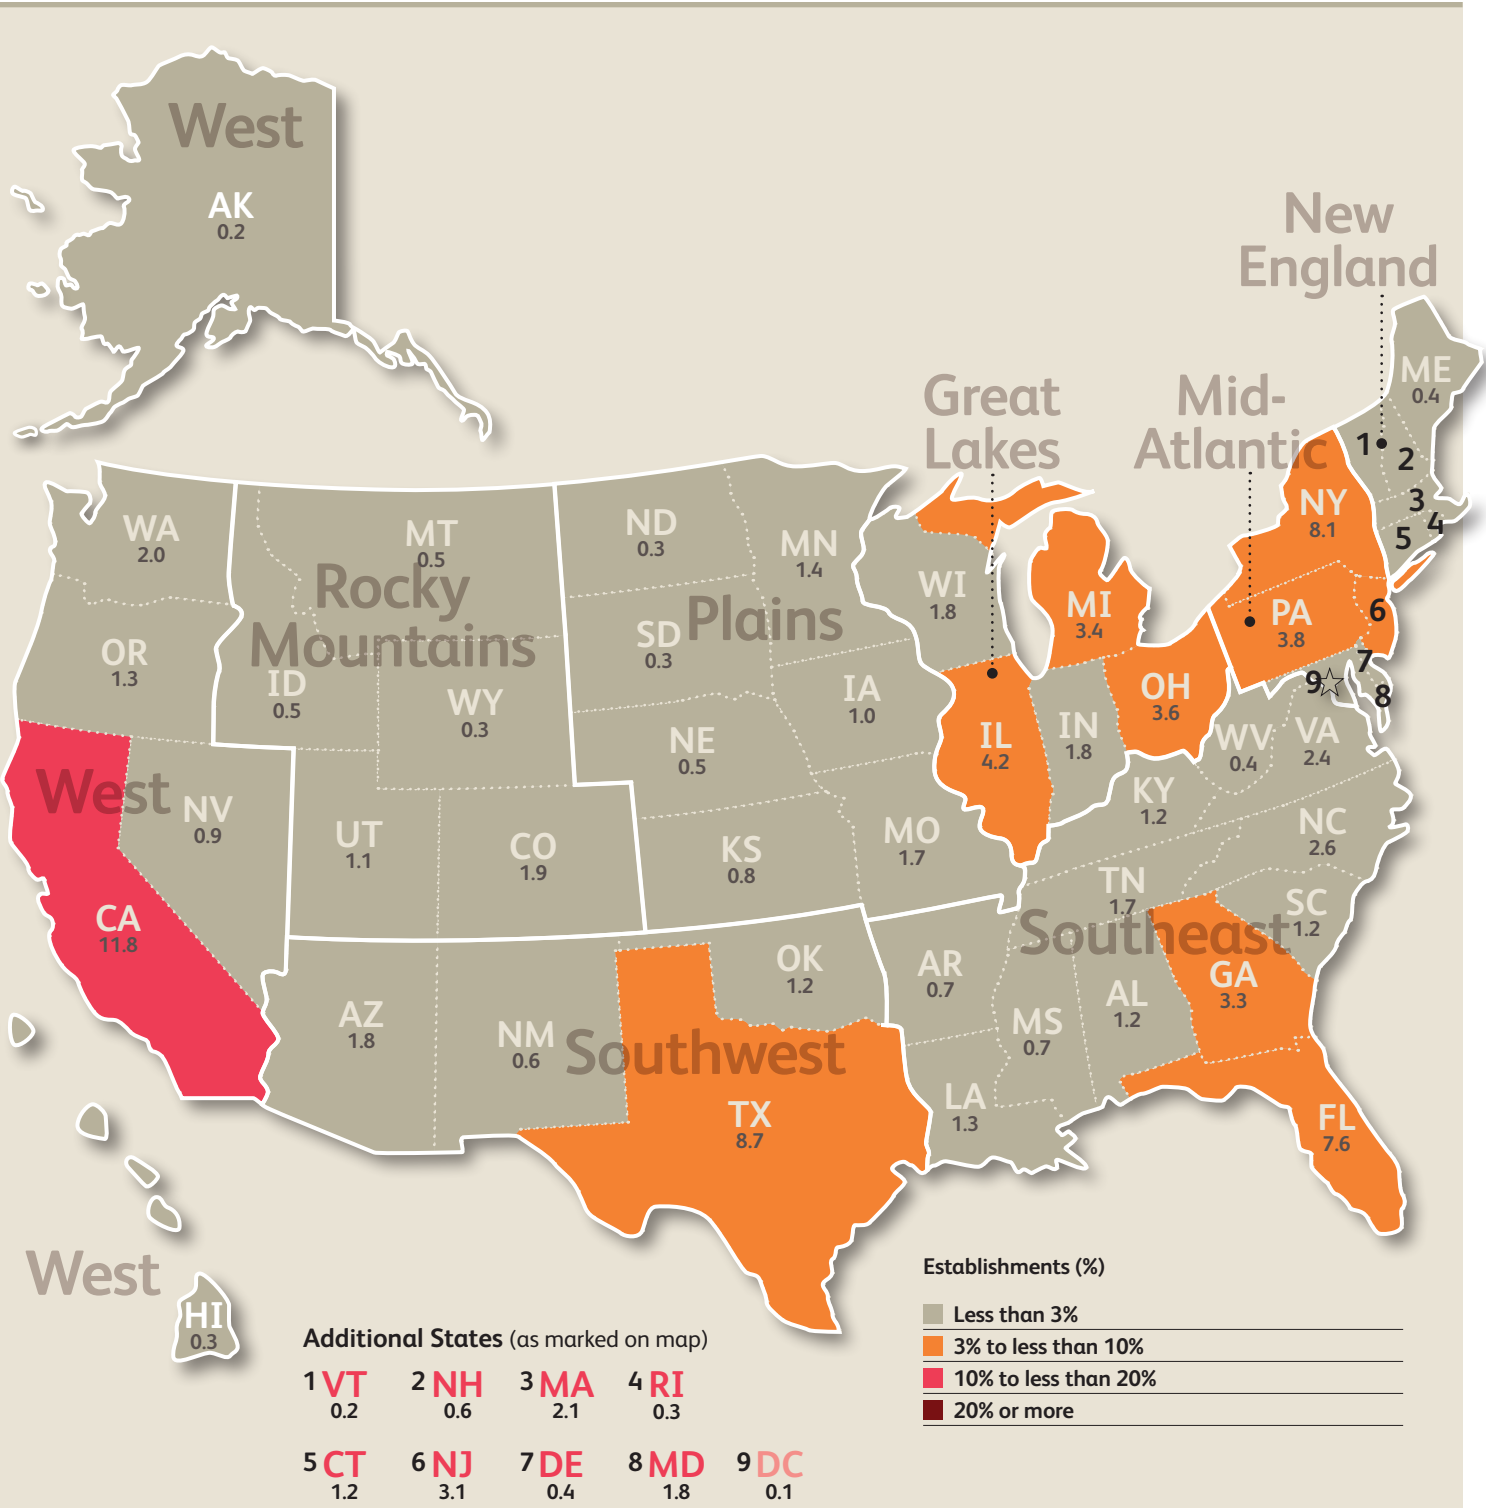 West
AK
0.2
New
England
Great
Lakes
Mid-
Atlantic
ME
0.4
1
2
3
4
5
NY
8.1
WA
2.0
MT
0.5
Rocky
Mountains
ND
0.3
MN
1.4
WI
1.8
MI
3.4
PA
3.8
6
7
8
9
OR
1.3
ID
0.5
WY
0.3
SD
0.3
Plains
IA
1.0
NE
0.5
IL
4.2
IN
1.8
OH
3.6
WV
0.4
VA
2.4
West
NV
0.9
UT
1.1
CO
1.9
KS
0.8
MO
1.7
KY
1.2
NC
2.6
CA
11.8
TN
1.7
SC
1.2
Southeast
AZ
1.8
NM
0.6
OK
1.2
AR
0.7
MS
0.7
AL
1.2
GA
3.3
Southwest
TX
8.7
LA
1.3
FL
7.6
West
HI
0.3
Establishments (%)
Less than 3%
3% to less than 10%
10% to less than 20%
20% or more
Additional States (as marked on map)
1 VT 2 NH 3 MA 4 RI
0.2 0.6 2.1 0.3
5 CT 6 NJ 7 DE 8 MD 9 DC
1.2 3.1 0.4 1.8 0.1